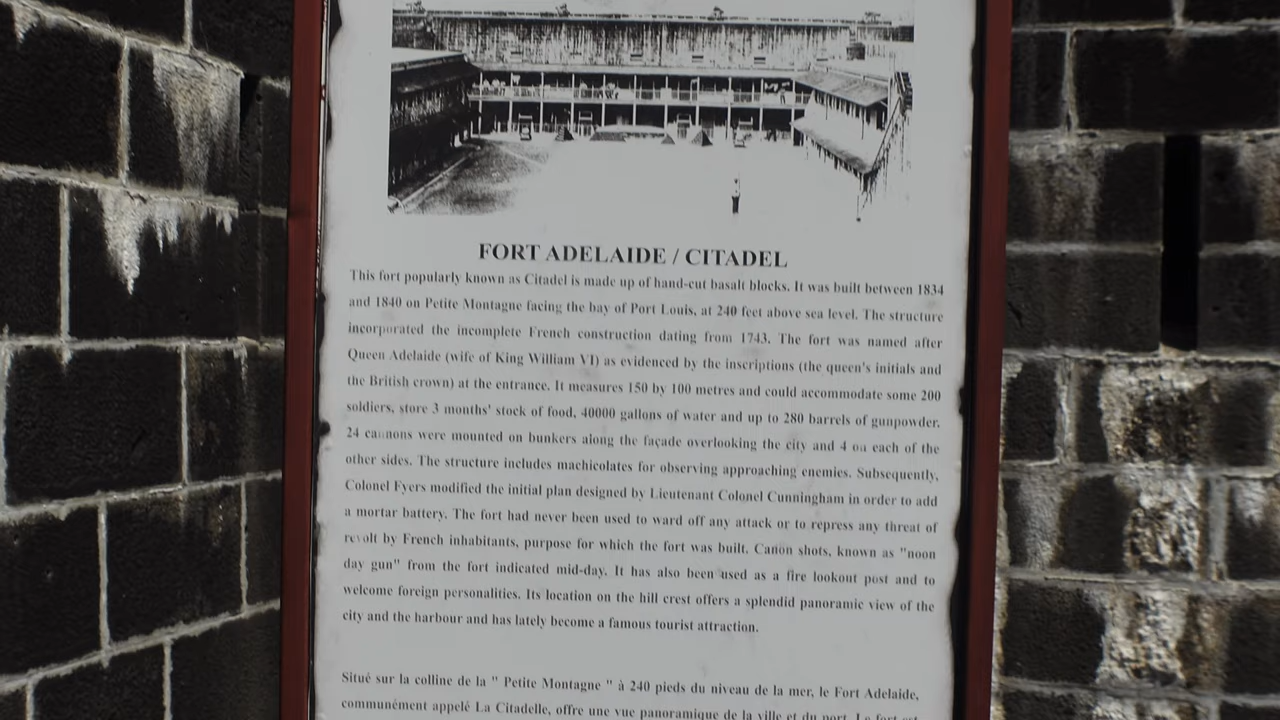 FORT ADELAIDE / CITADEL
This fort popularly known as Citadel is made up of hand-cut basalt blocks. It was built between 1834
and 1840 on Petite Montagne facing the bay of Port Louis, at 240 feet above sea level. The structure
incorporated the incomplete French construction dating from 1743. The fort was named after
Queen Adelaide (wife of King William VI) as evidenced by the inscriptions (the queen's initials and
the British crown) at the entrance. It measures 150 by 100 metres and could accommodate some 200
soldiers, store 3 months' stock of food, 40000 gallons of water and up to 280 barrels of gunpowder.
24 cannons were mounted on bunkers along the façade overlooking the city and 4 on each of the
other sides. The structure includes machicolates for observing approaching enemies. Subsequently,
Colonel Fyers modified the initial plan designed by Lieutenant Colonel Cunningham in order to add
a mortar battery. The fort had never been used to ward off any attack or to repress any threat of
revolt by French inhabitants, purpose for which the fort was built. Canon shots, known as "noon
day gun" from the fort indicated mid-day. It has also been used as a fire lookout post and to
welcome foreign personalities. Its location on the hill crest offers a splendid panoramic view of the
city and the harbour and has lately become a famous tourist attraction.
Situé sur la colline de la " Petite Montagne " à 240 pieds du niveau de la mer, le Fort Adelaide,
communément appelé La Citadelle, offre une vue panoramique de la ville et du port. Le fort est